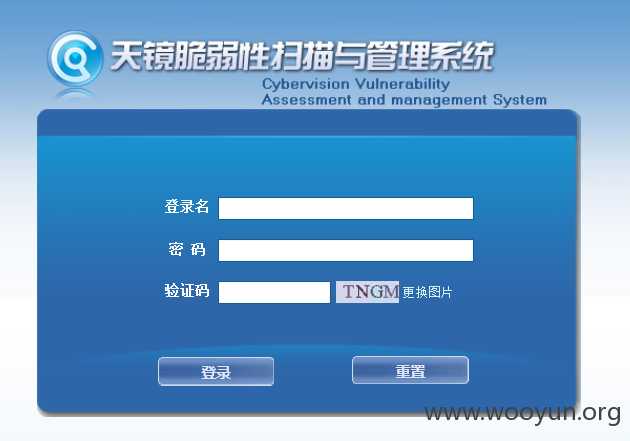 天镜脆弱性扫描与管理系统
Cybervision Vulnerability
Assessment and management System
登录名
密 码
验证码 TNGM 更换图片
登录 重置
www.wooyun.org